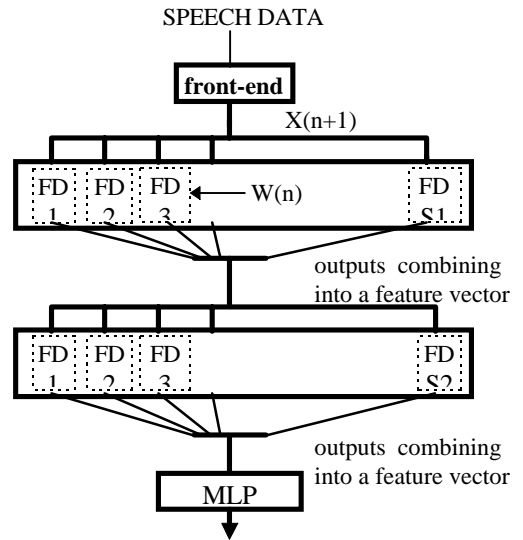 SPEECH DATA
front-end
X(n+1)
FD 1 FD 2 FD 3 FD S1
W(n)
outputs combining
into a feature vector
FD 1 FD 2 FD 3 FD S2
outputs combining
into a feature vector
MLP